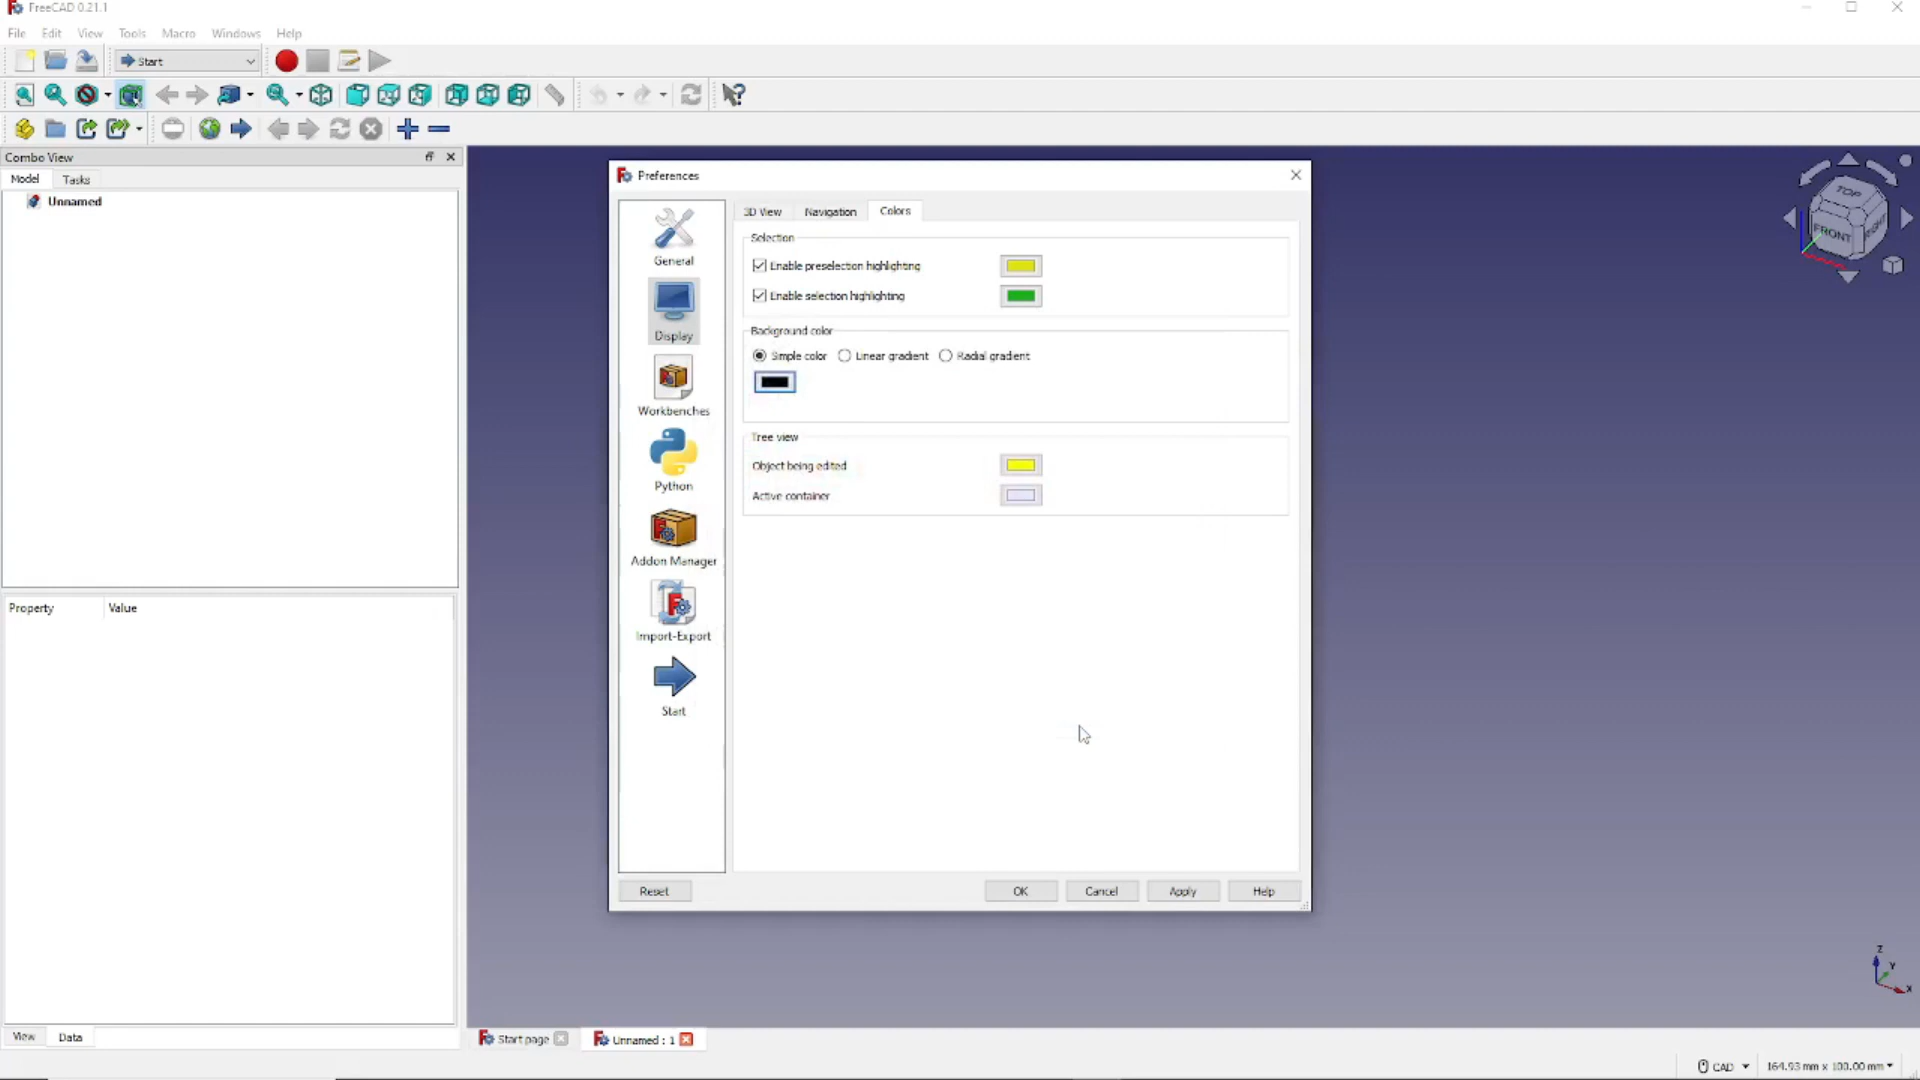 FreeCAD 0.21.1
File Edit View Tools Macro Windows Help
Start
Combo View
Model Tasks
Unnamed
Property Value
View Data
Preferences
General
Display
Workbenches
Python
Addon Manager
Import-Export
Start
3D View Navigation Colors
Selection
Enable preselection highlighting
Enable selection highlighting
Background color
Simple color Linear gradient Radial gradient
Tree view
Object being edited
Active container
Reset OK Cancel Apply Help
TOP
FRONT
RIGHT
Z
Y
X
Start page Unnamed : 1
CAD 164.93 mm x 100.00 mm